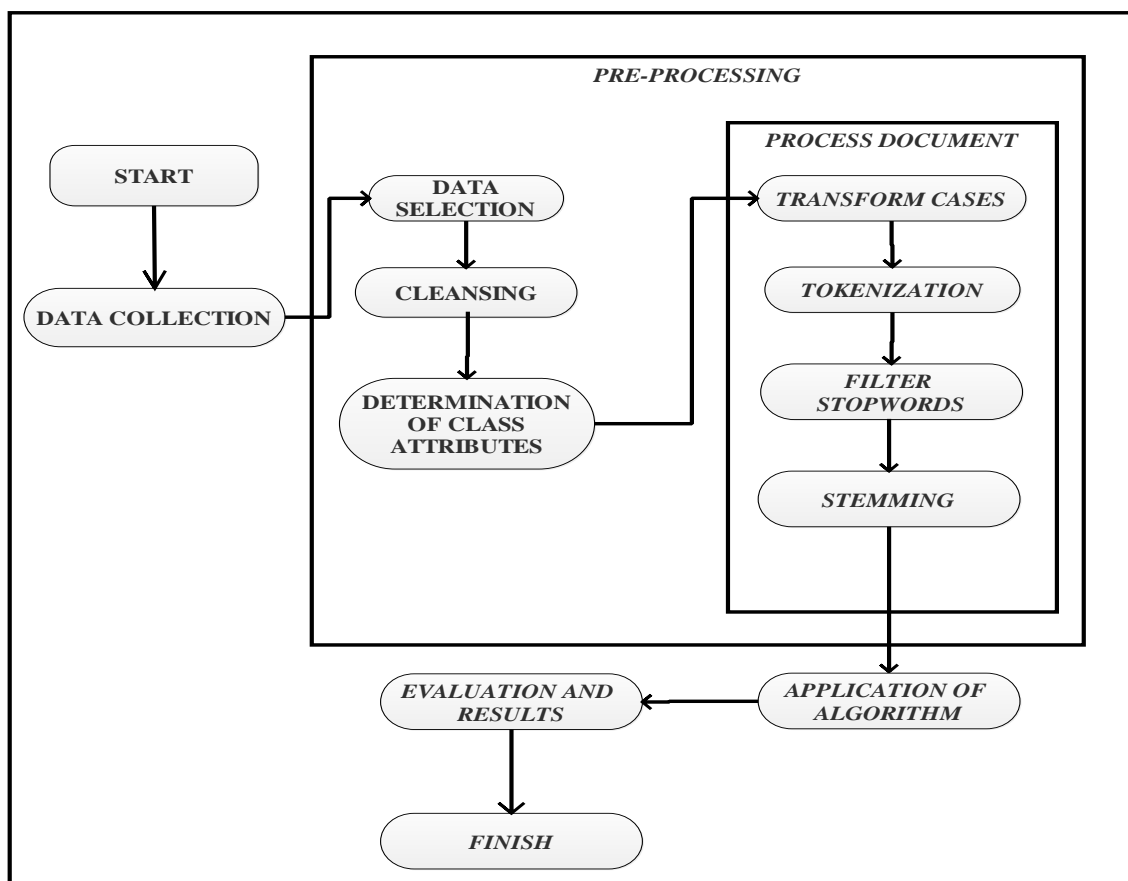 PRE-PROCESSING
PROCESS DOCUMENT
START
DATA COLLECTION
DATA
SELECTION
CLEANSING
DETERMINATION
OF CLASS
ATTRIBUTES
TRANSFORM CASES
TOKENIZATION
FILTER
STOPWORDS
STEMMING
APPLICATION OF
ALGORITHM
EVALUATION AND
RESULTS
FINISH